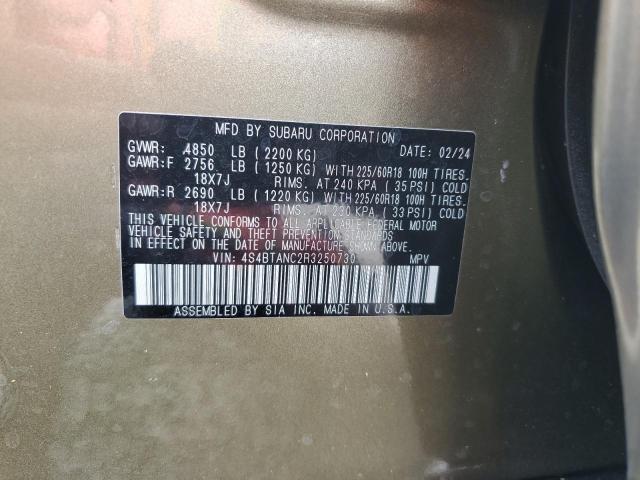 MFD BY SUBARU CORPORATION
GVWR: 4850 LB (2200 KG) DATE: 02/24
GAWR:F 2756 LB (1250 KG) WITH 225/60R18 100H TIRES.
18X7J RIMS. AT 240 KPA (35 PSI) COLD
GAWR:R 2690 LB (1220 KG) WITH 225/60R18 100H TIRES.
18X7J RIMS. AT 230 KPA (33 PSI) COLD
THIS VEHICLE CONFORMS TO ALL APPLICABLE FEDERAL MOTOR
VEHICLE SAFETY AND THEFT PREVENTION STANDARDS
IN EFFECT ON THE DATE OF MANUFACTURE SHOWN ABOVE.
VIN: 4S4BTANC2R3250730 MPV
ASSEMBLED BY SIA INC. MADE IN U.S.A.